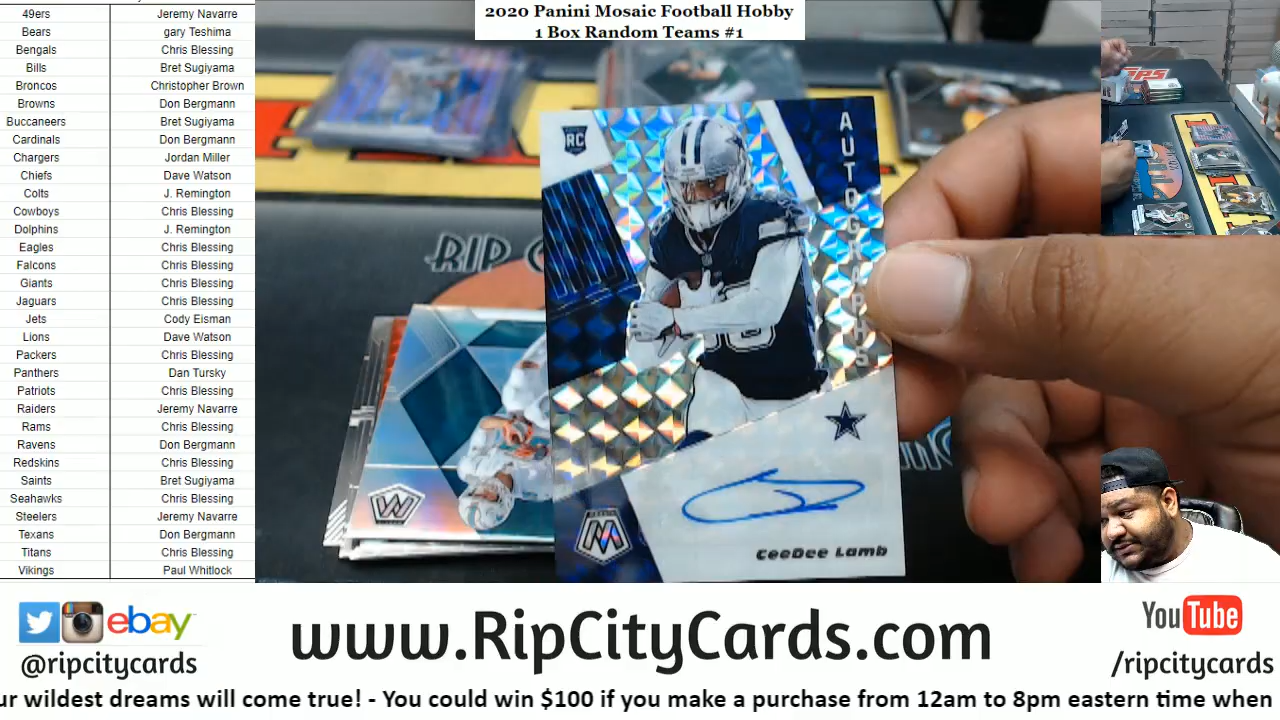 2020 Panini Mosaic Football Hobby
1 Box Random Teams #1
49ers Jeremy Navarre
Bears gary Teshima
Bengals Chris Blessing
Bills Bret Sugiyama
Broncos Christopher Brown
Browns Don Bergmann
Buccaneers Bret Sugiyama
Cardinals Don Bergmann
Chargers Jordan Miller
Chiefs Dave Watson
Colts J. Remington
Cowboys Chris Blessing
Dolphins J. Remington
Eagles Chris Blessing
Falcons Chris Blessing
Giants Chris Blessing
Jaguars Chris Blessing
Jets Cody Eisman
Lions Dave Watson
Packers Chris Blessing
Panthers Dan Tursky
Patriots Chris Blessing
Raiders Jeremy Navarre
Rams Chris Blessing
Ravens Don Bergmann
Redskins Chris Blessing
Saints Bret Sugiyama
Seahawks Chris Blessing
Steelers Jeremy Navarre
Texans Don Bergmann
Titans Chris Blessing
Vikings Paul Whitlock
RC
AUTOGRAPHS
CeeDee Lamb
RIP
ebay
@ripcitycards
www.RipCityCards.com
YouTube
/ripcitycards
ur wildest dreams will come true! - You could win $100 if you make a purchase from 12am to 8pm eastern time when